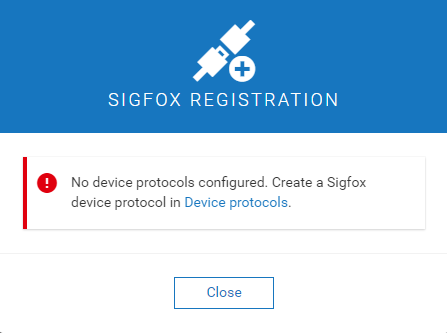 SIGFOX REGISTRATION
No device protocols configured. Create a Sigfox
device protocol in Device protocols.
Close